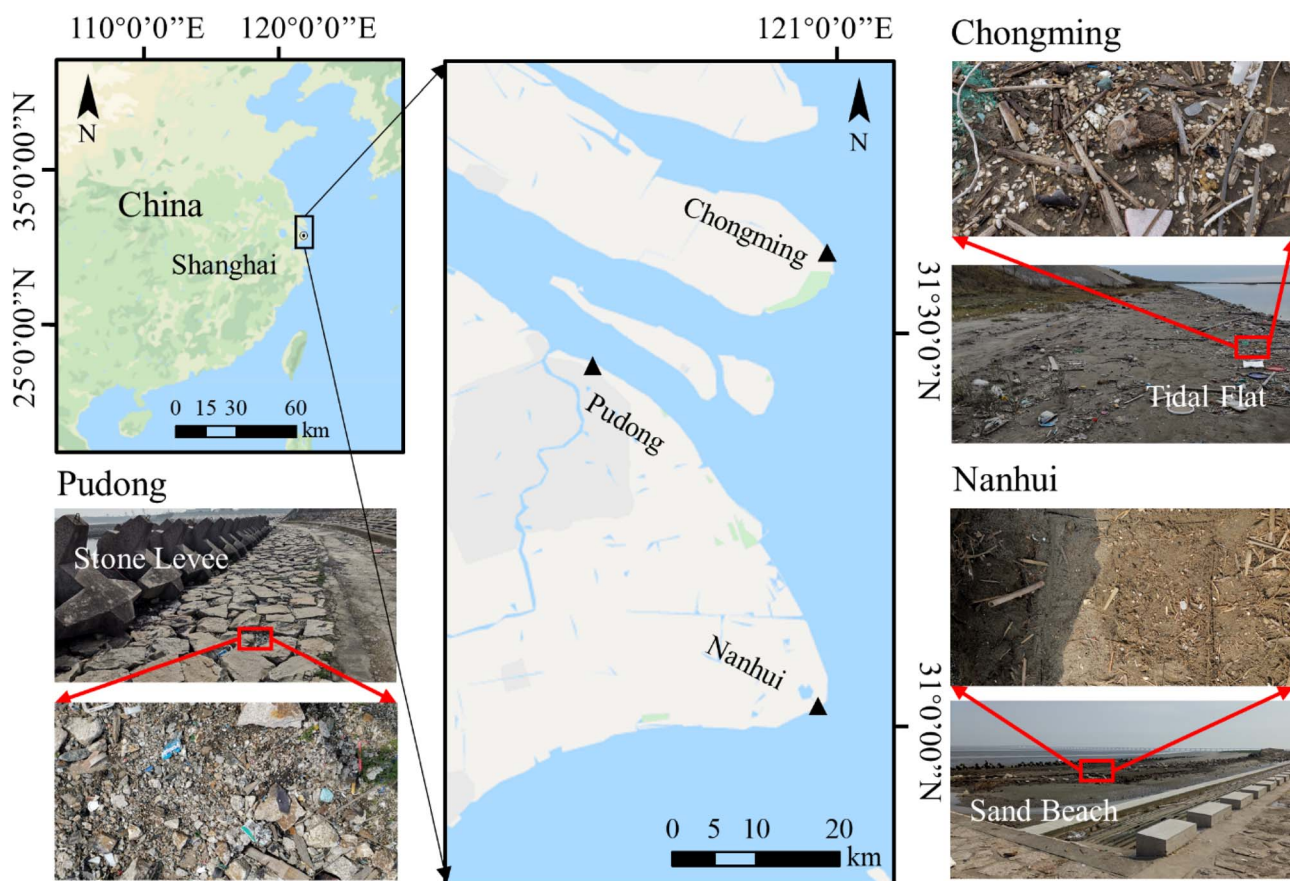 110°0’0’’E
120°0’0’’E
N
35°0’0’’N
25°0’0’’N
China
Shanghai
0 15 30 60
km
121°0’0’’E
N
Chongming
Pudong
Nanhui
31°30’0’’N
31°0’0’’N
0 5 10 20
km
Chongming
Tidal Flat
Pudong
Stone Levee
Nanhui
Sand Beach